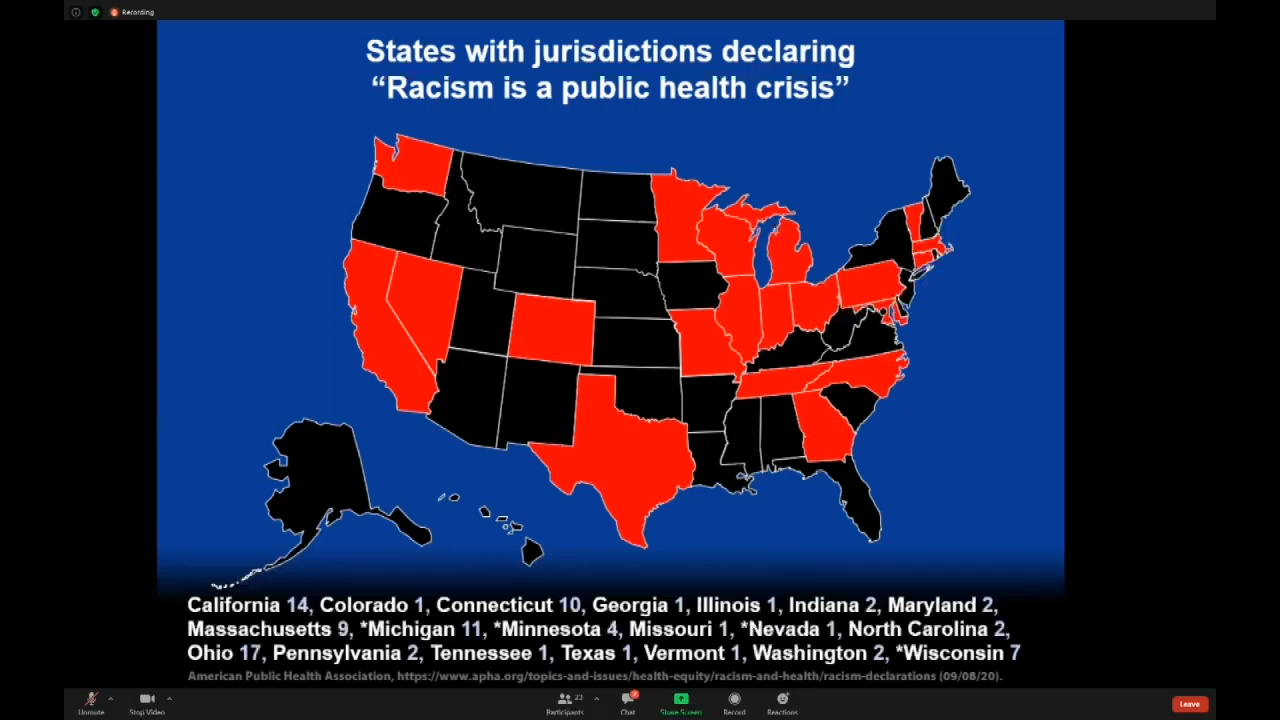 Recording
States with jurisdictions declaring
“Racism is a public health crisis”
California 14, Colorado 1, Connecticut 10, Georgia 1, Illinois 1, Indiana 2, Maryland 2,
Massachusetts 9, *Michigan 11, *Minnesota 4, Missouri 1, *Nevada 1, North Carolina 2,
Ohio 17, Pennsylvania 2, Tennessee 1, Texas 1, Vermont 1, Washington 2, *Wisconsin 7
American Public Health Association, https://www.apha.org/topics-and-issues/health-equity/racism-and-health/racism-declarations (09/08/20).
Unmute Stop Video Participants Chat Share Screen Record Reactions Leave